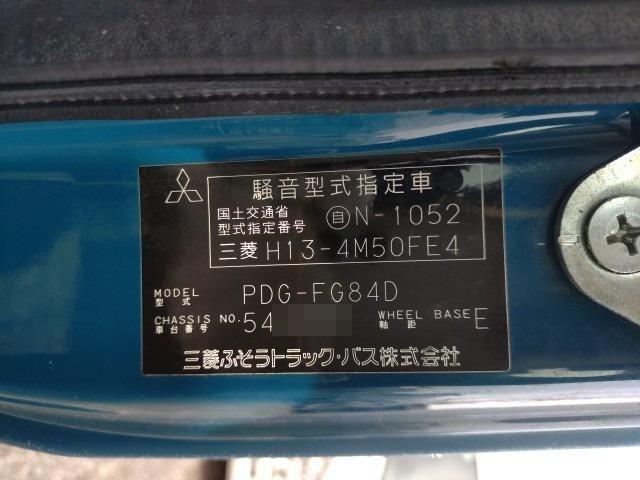 騒音型式指定車
国土交通省
型式指定番号 自N-1052
三菱 H13-4M50FE4
MODEL
型式 PDG-FG84D
CHASSIS NO.
車台番号 54
WHEEL BASE
軸距 E
三菱ふそうトラック・バス株式会社